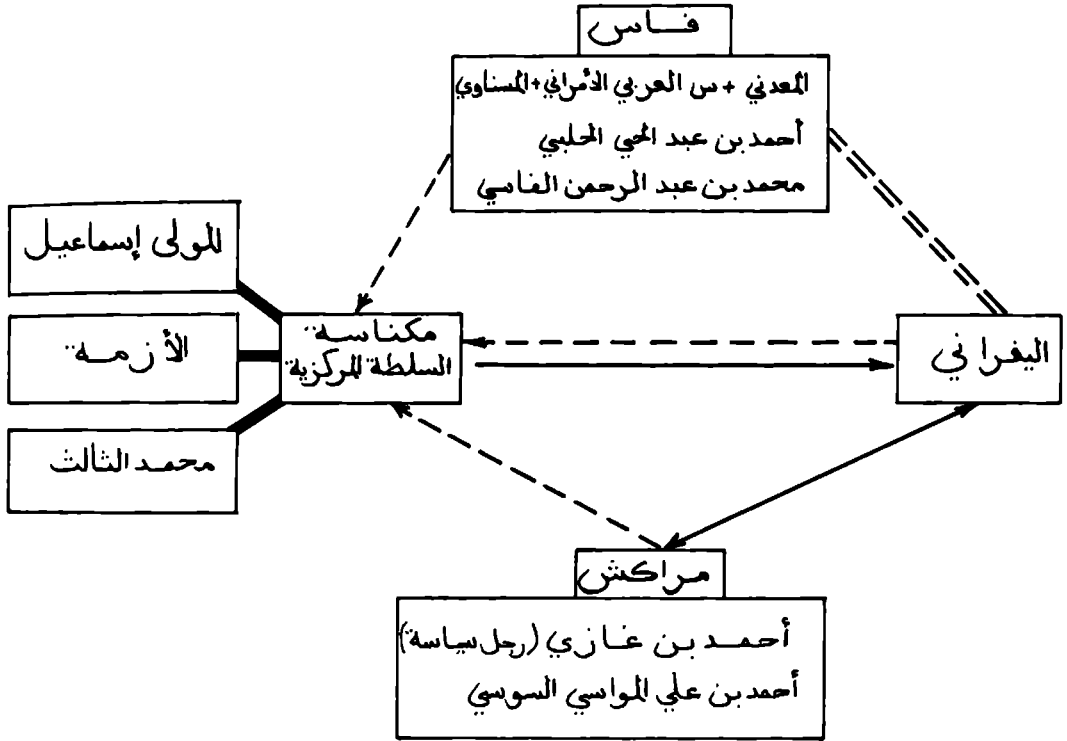 فاس
المعدني + س العربي الأمراني + المسناوي
أحمد بن عبد الحي الحلبي
محمد بن عبد الرحمن الفاسي
المولى إسماعيل
الأزمة
محمد الثالث
مكناسة
السلطة المركزية
اليفراني
مراكش
أحمد بن غازي (رجل سياسة)
أحمد بن علي المواسي السوسي